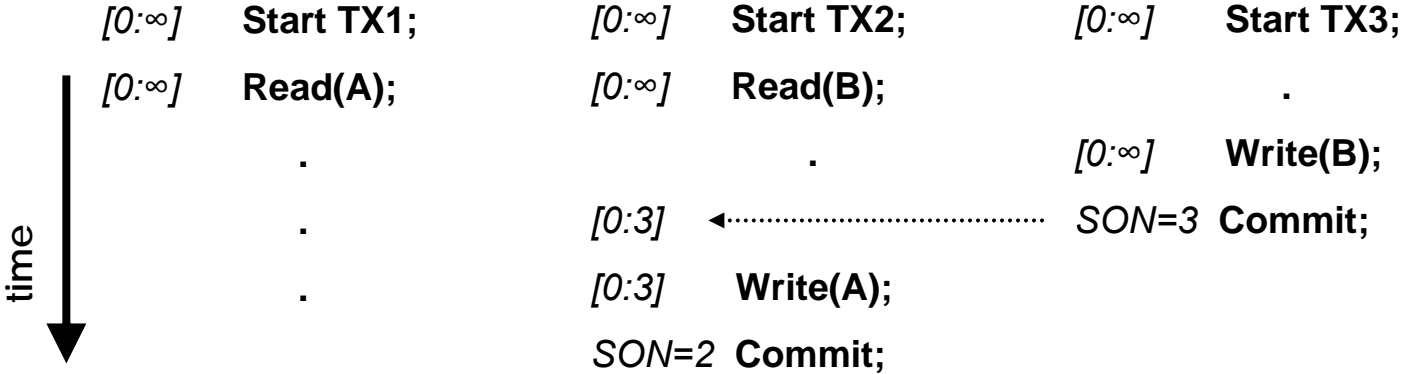 [0:∞] Start TX1; [0:∞] Start TX2; [0:∞] Start TX3;
[0:∞] Read(A); [0:∞] Read(B); .
. . [0:∞] Write(B);
. [0:3] SON=3 Commit;
. [0:3] Write(A);
SON=2 Commit;
time